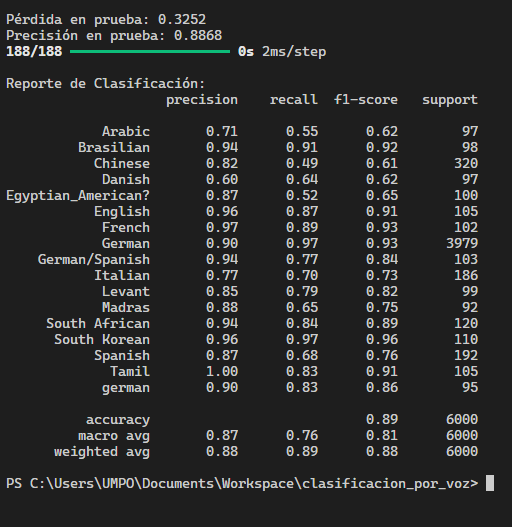 Pérdida en prueba: 0.3252
Precisión en prueba: 0.8868
188/188 ━━━━━━━━━━━━━━━━━━━━ 0s 2ms/step
Reporte de Clasificación:
precision recall f1-score support
Arabic 0.71 0.55 0.62 97
Brasilian 0.94 0.91 0.92 98
Chinese 0.82 0.49 0.61 320
Danish 0.60 0.64 0.62 97
Egyptian_American? 0.87 0.52 0.65 100
English 0.96 0.87 0.91 105
French 0.97 0.89 0.93 102
German 0.90 0.97 0.93 3979
German/Spanish 0.94 0.77 0.84 103
Italian 0.77 0.70 0.73 186
Levant 0.85 0.79 0.82 99
Madras 0.88 0.65 0.75 92
South African 0.94 0.84 0.89 120
South Korean 0.96 0.97 0.96 110
Spanish 0.87 0.68 0.76 192
Tamil 1.00 0.83 0.91 105
german 0.90 0.83 0.86 95
accuracy 0.89 6000
macro avg 0.87 0.76 0.81 6000
weighted avg 0.88 0.89 0.88 6000
PS C:\Users\UMPO\Documents\Workspace\clasificacion_por_voz>